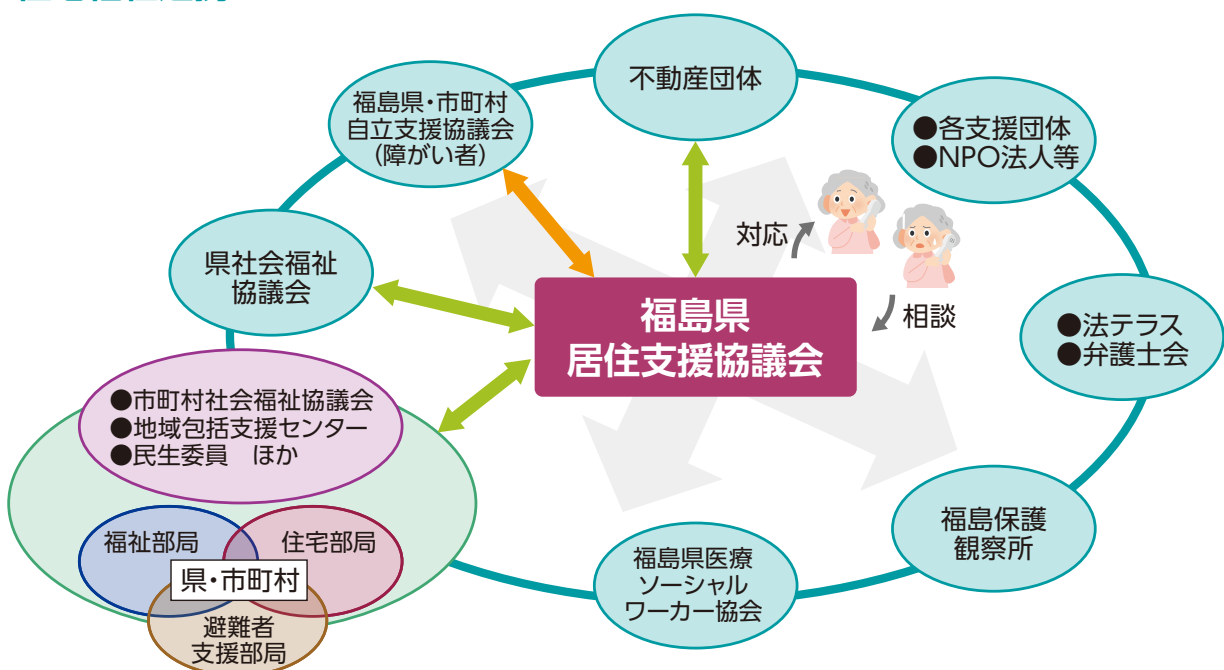 不動産団体
福島県・市町村
自立支援協議会
(障がい者)
●各支援団体
●NPO法人等
県社会福祉
協議会
対応
相談
福島県
居住支援協議会
●法テラス
●弁護士会
●市町村社会福祉協議会
●地域包括支援センター
●民生委員　ほか
福祉部局
住宅部局
県・市町村
避難者
支援部局
福島県医療
ソーシャル
ワーカー協会
福島保護
観察所